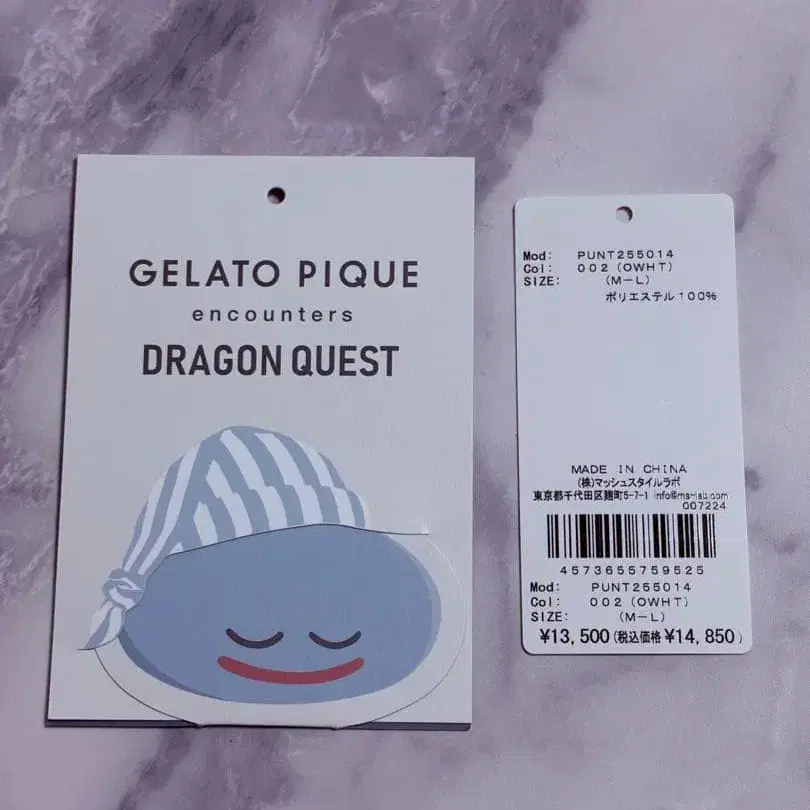 GELATO PIQUE
encounters
DRAGON QUEST
Mod: PUNT255014
Col: 002 (OWHT)
SIZE: (M-L)
ポリエステル100%
MADE IN CHINA
(株)マッシュスタイルラボ
東京都千代田区麹町5-7-1 info@ms-lab.com
007224
4573655759525
Mod: PUNT255014
Col: 002 (OWHT)
SIZE: (M-L)
¥13,500(税込価格¥14,850)